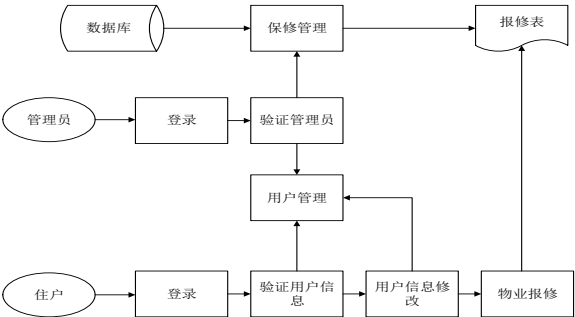 数据库
保修管理
报修表
管理员
登录
验证管理员
用户管理
住户
登录
验证用户信
息
用户信息修
改
物业报修